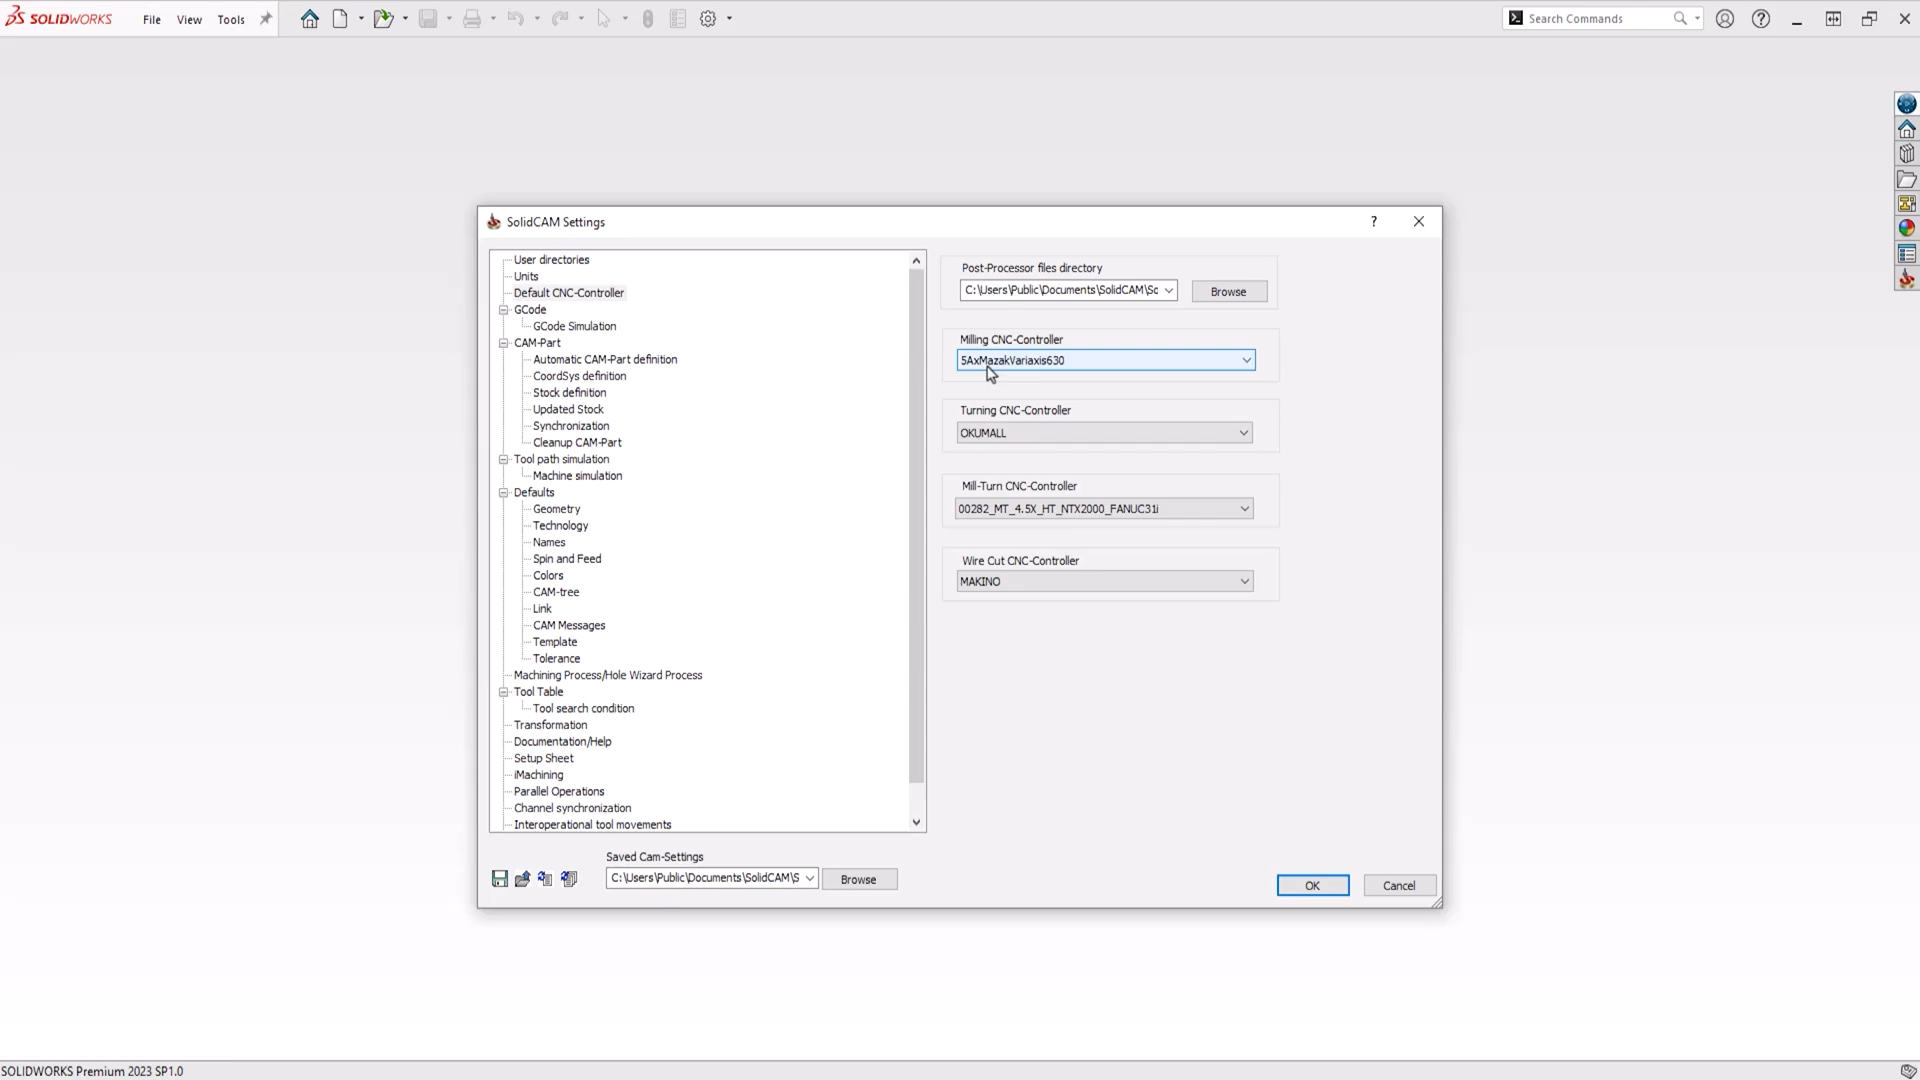 SOLIDWORKS File View Tools Search Commands
SolidCAM Settings ?
User directories
Units
Default CNC-Controller
GCode
GCode Simulation
CAM-Part
Automatic CAM-Part definition
CoordSys definition
Stock definition
Updated Stock
Synchronization
Cleanup CAM-Part
Tool path simulation
Machine simulation
Defaults
Geometry
Technology
Names
Spin and Feed
Colors
CAM-tree
Link
CAM Messages
Template
Tolerance
Machining Process/Hole Wizard Process
Tool Table
Tool search condition
Transformation
Documentation/Help
Setup Sheet
iMachining
Parallel Operations
Channel synchronization
Interoperational tool movements
Post-Processor files directory
C:\Users\Public\Documents\SolidCAM\Sc Browse
Milling CNC-Controller
5AxMazakVariaxis630
Turning CNC-Controller
OKUMALL
Mill-Turn CNC-Controller
00282_MT_4.5X_HT_NTX2000_FANUC31i
Wire Cut CNC-Controller
MAKINO
Saved Cam-Settings
C:\Users\Public\Documents\SolidCAM\S Browse
OK Cancel
SOLIDWORKS Premium 2023 SP1.0